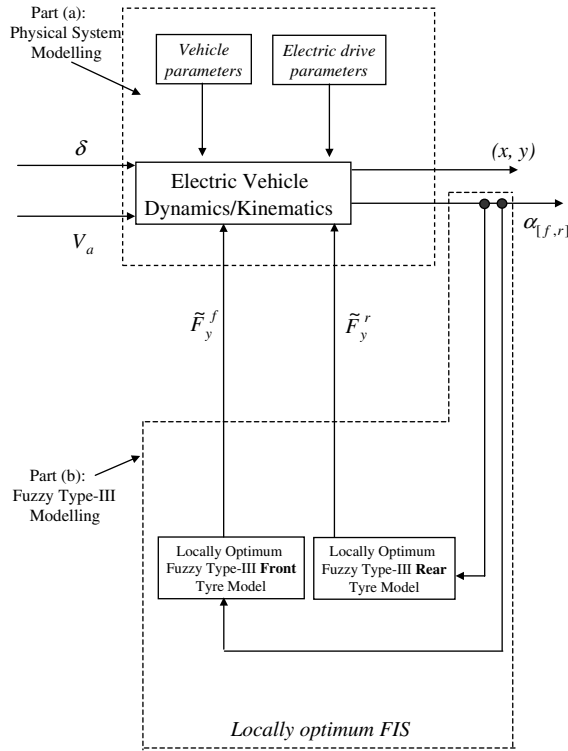 Part (a):
Physical System
Modelling
Vehicle
parameters
Electric drive
parameters
δ
(x, y)
Electric Vehicle
Dynamics/Kinematics
V_a
α_[f,r]
F̃_y^f
F̃_y^r
Part (b):
Fuzzy Type-III
Modelling
Locally Optimum
Fuzzy Type-III Front
Tyre Model
Locally Optimum
Fuzzy Type-III Rear
Tyre Model
Locally optimum FIS